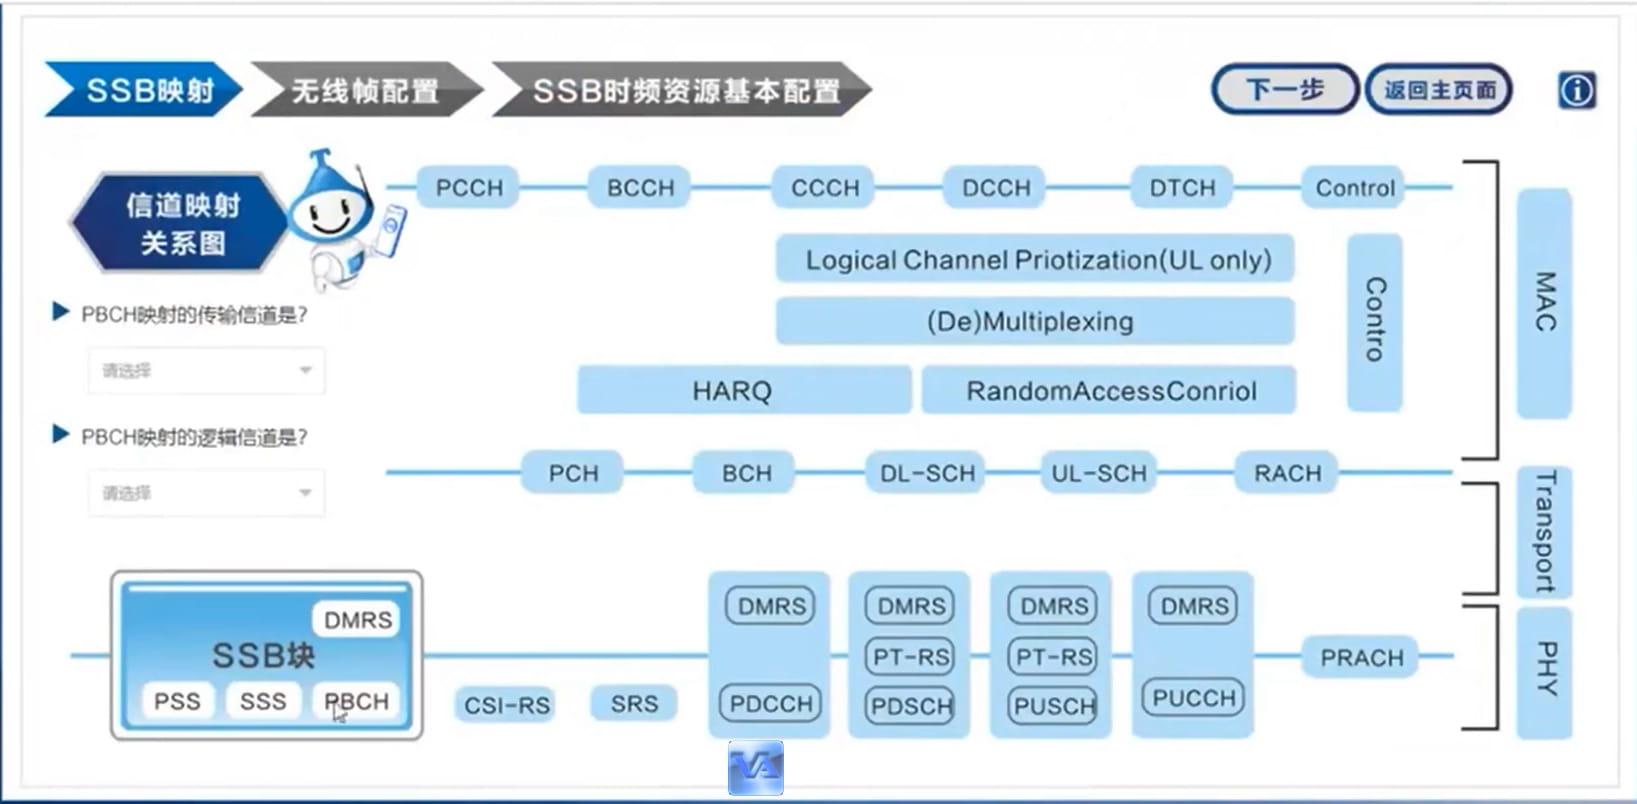 SSB映射
无线帧配置
SSB时频资源基本配置
下一步
返回主页面
信道映射
关系图
PCCH
BCCH
CCCH
DCCH
DTCH
Control
Logical Channel Priotization(UL only)
(De)Multiplexing
HARQ
RandomAccessConriol
Contro
MAC
PBCH映射的传输信道是?
请选择
PBCH映射的逻辑信道是?
请选择
PCH
BCH
DL-SCH
UL-SCH
RACH
Transport
DMRS
SSB块
PSS
SSS
PBCH
CSI-RS
SRS
DMRS
PDCCH
DMRS
PT-RS
PDSCH
DMRS
PT-RS
PUSCH
DMRS
PUCCH
PRACH
PHY
VA